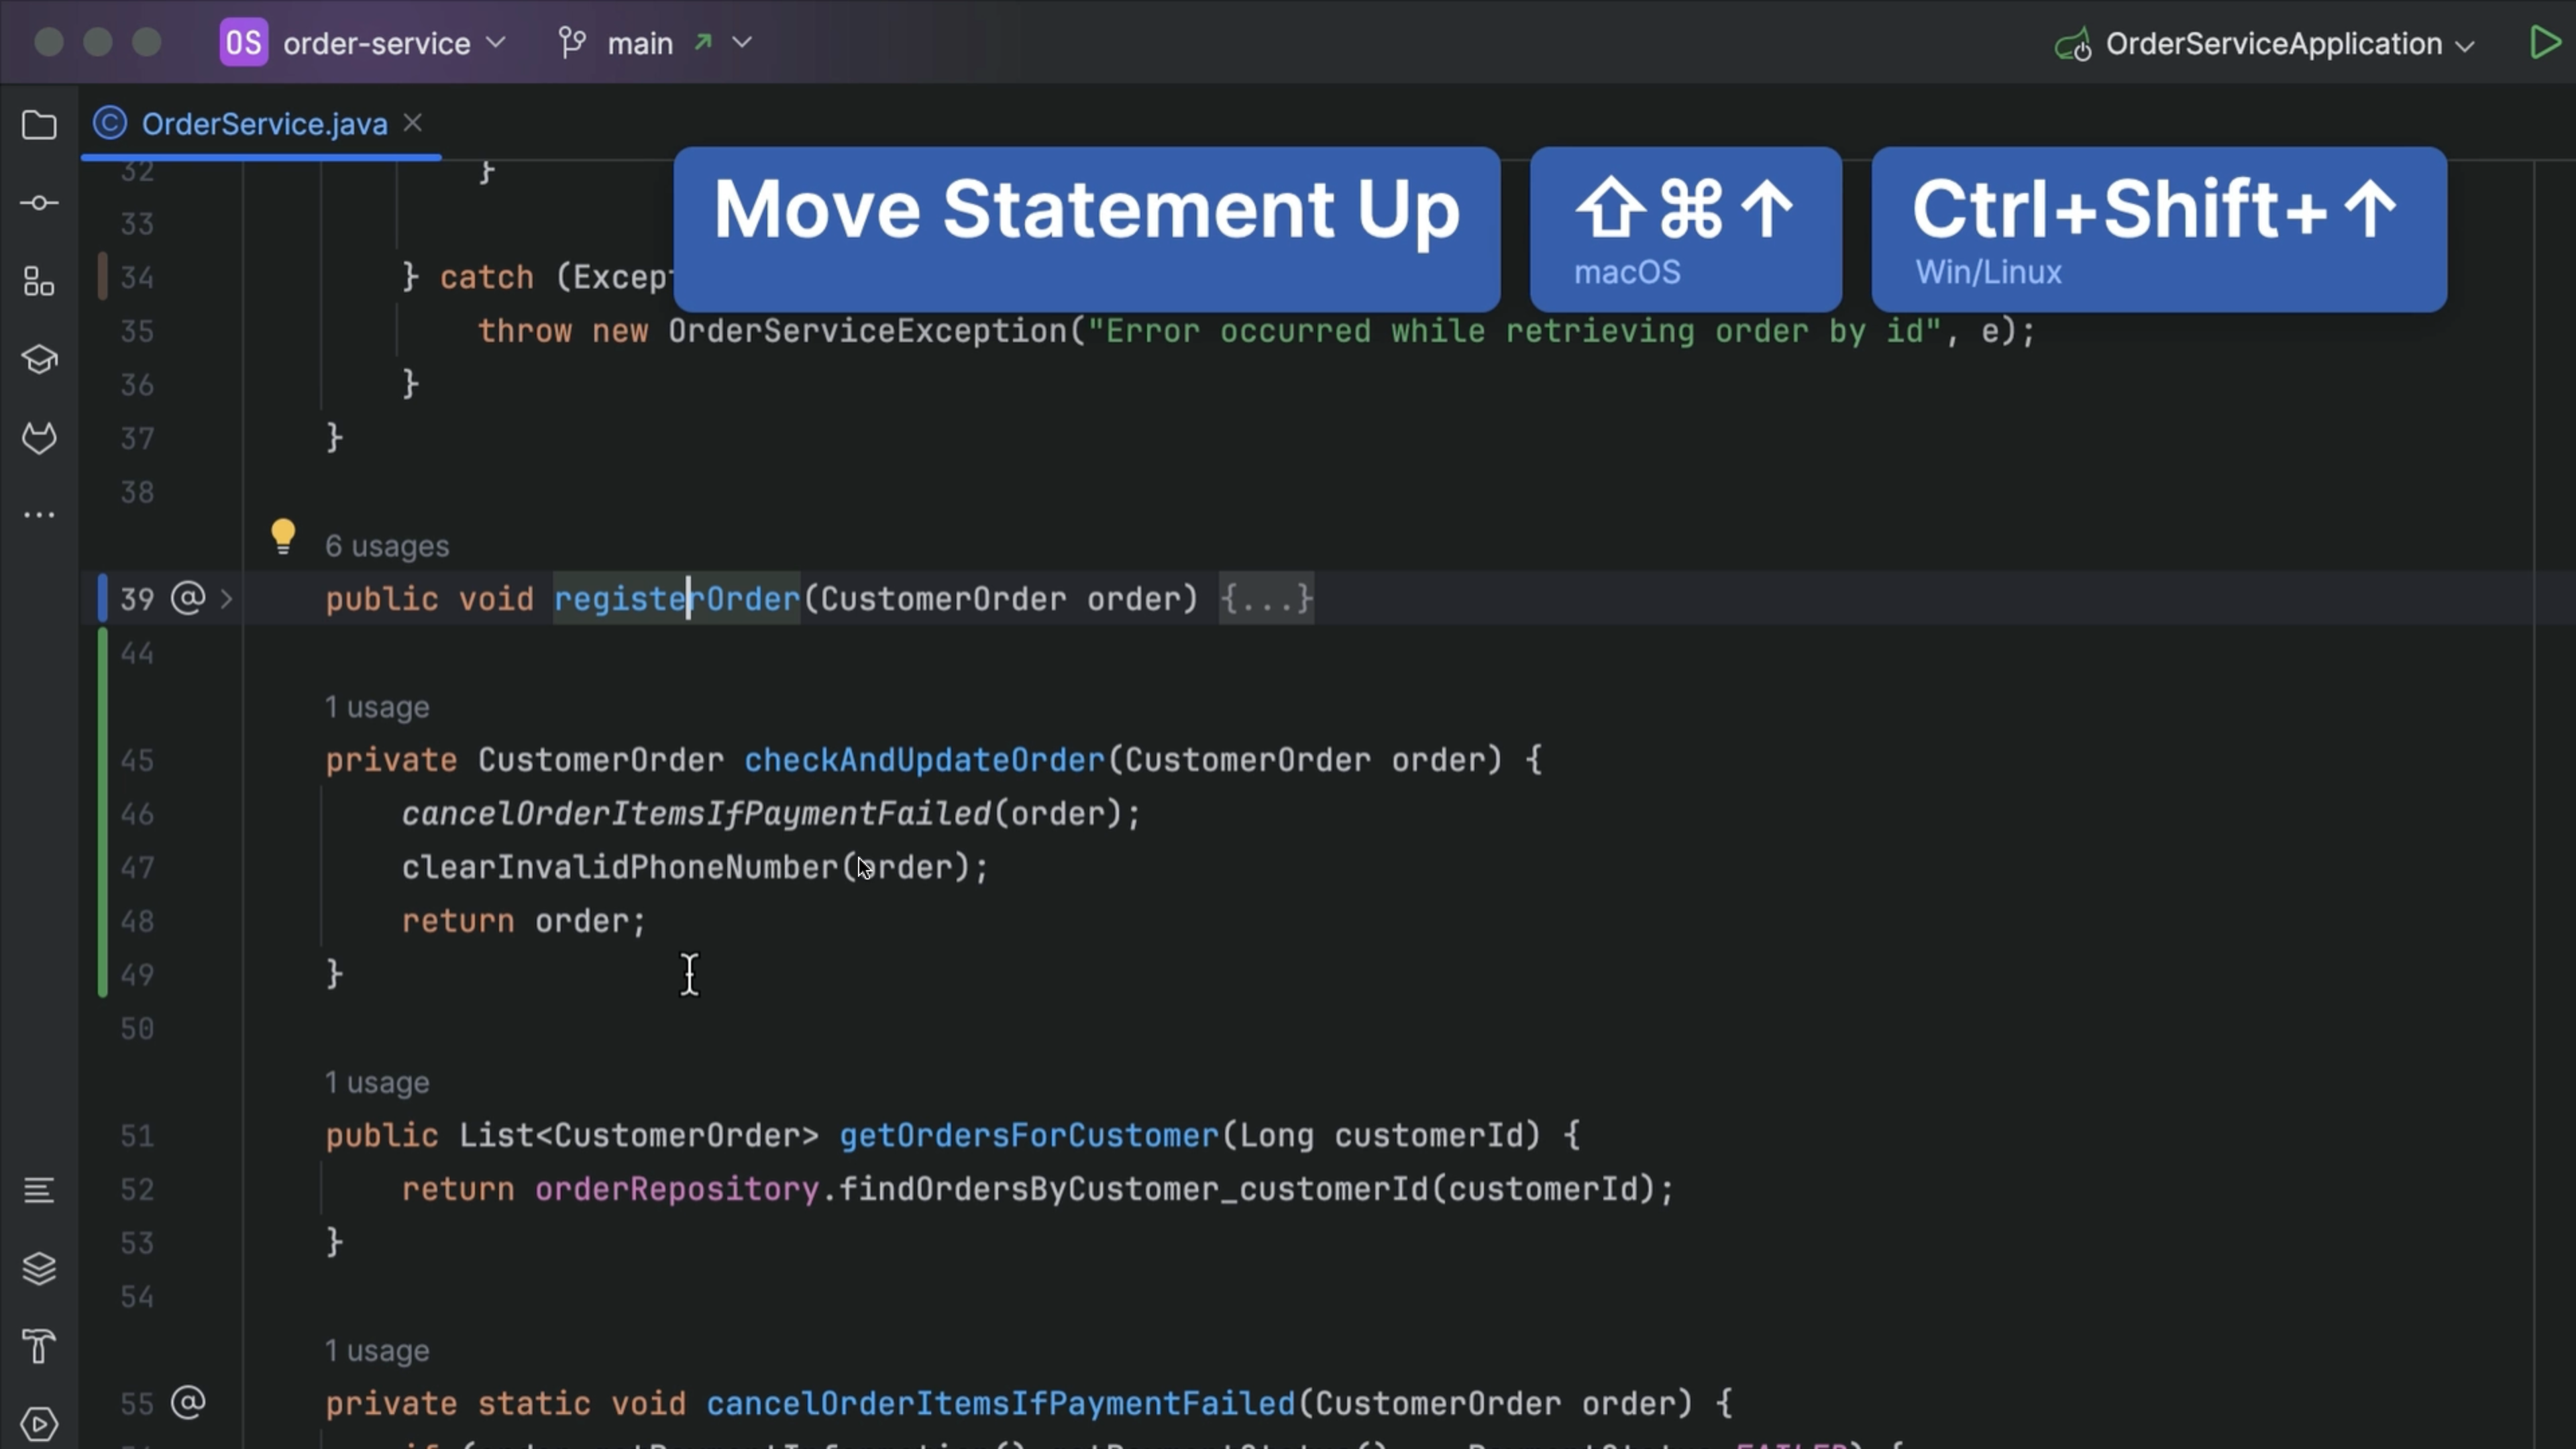 OS order-service main OrderServiceApplication
OrderService.java
Move Statement Up
⇧⌘↑
macOS
Ctrl+Shift+↑
Win/Linux
32 }
33
34 } catch (Excep
35 throw new OrderServiceException("Error occurred while retrieving order by id", e);
36 }
37 }
38
6 usages
39 @ public void registerOrder(CustomerOrder order) {...}
44
1 usage
45 private CustomerOrder checkAndUpdateOrder(CustomerOrder order) {
46 cancelOrderItemsIfPaymentFailed(order);
47 clearInvalidPhoneNumber(order);
48 return order;
49 }
50
1 usage
51 public List<CustomerOrder> getOrdersForCustomer(Long customerId) {
52 return orderRepository.findOrdersByCustomer_customerId(customerId);
53 }
54
1 usage
55 @ private static void cancelOrderItemsIfPaymentFailed(CustomerOrder order) {